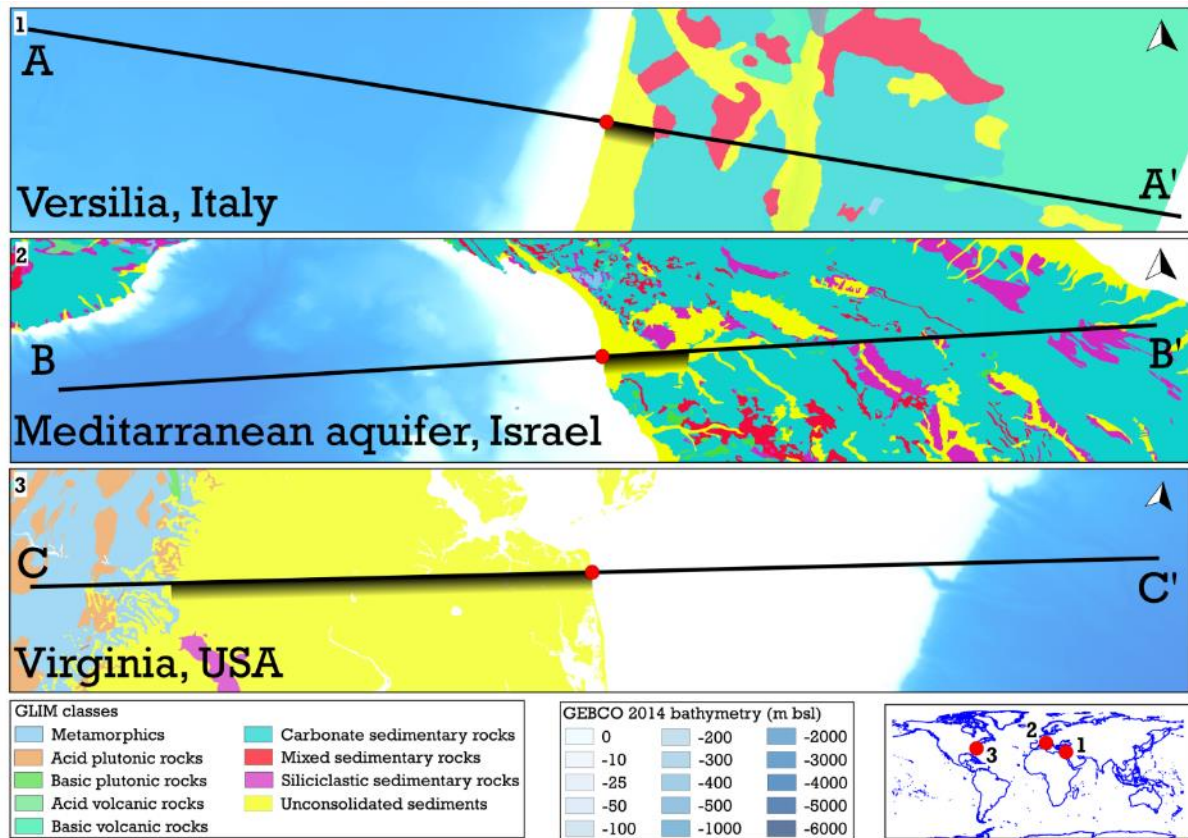 1
A
A'
Versilia, Italy
2
B
B'
Meditarranean aquifer, Israel
3
C
C'
Virginia, USA
GLIM classes
Metamorphics
Acid plutonic rocks
Basic plutonic rocks
Acid volcanic rocks
Basic volcanic rocks
Carbonate sedimentary rocks
Mixed sedimentary rocks
Siliciclastic sedimentary rocks
Unconsolidated sediments
GEBCO 2014 bathymetry (m bsl)
0 -200 -2000
-10 -300 -3000
-25 -400 -4000
-50 -500 -5000
-100 -1000 -6000
2
1
3